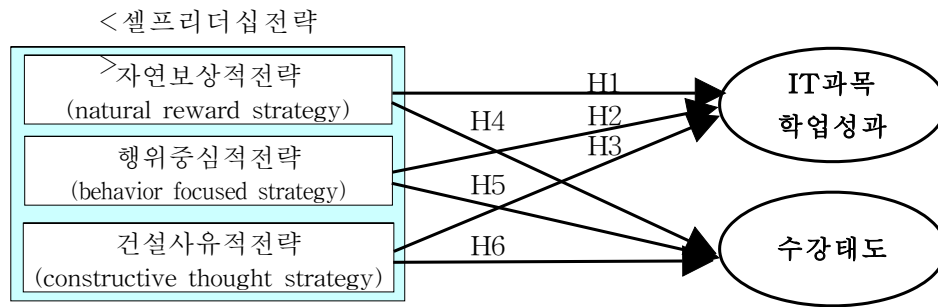 <셀프리더십전략
>
자연보상적전략
(natural reward strategy)
행위중심적전략
(behavior focused strategy)
건설사유적전략
(constructive thought strategy)
H1
H2
H3
H4
H5
H6
IT과목
학업성과
수강태도